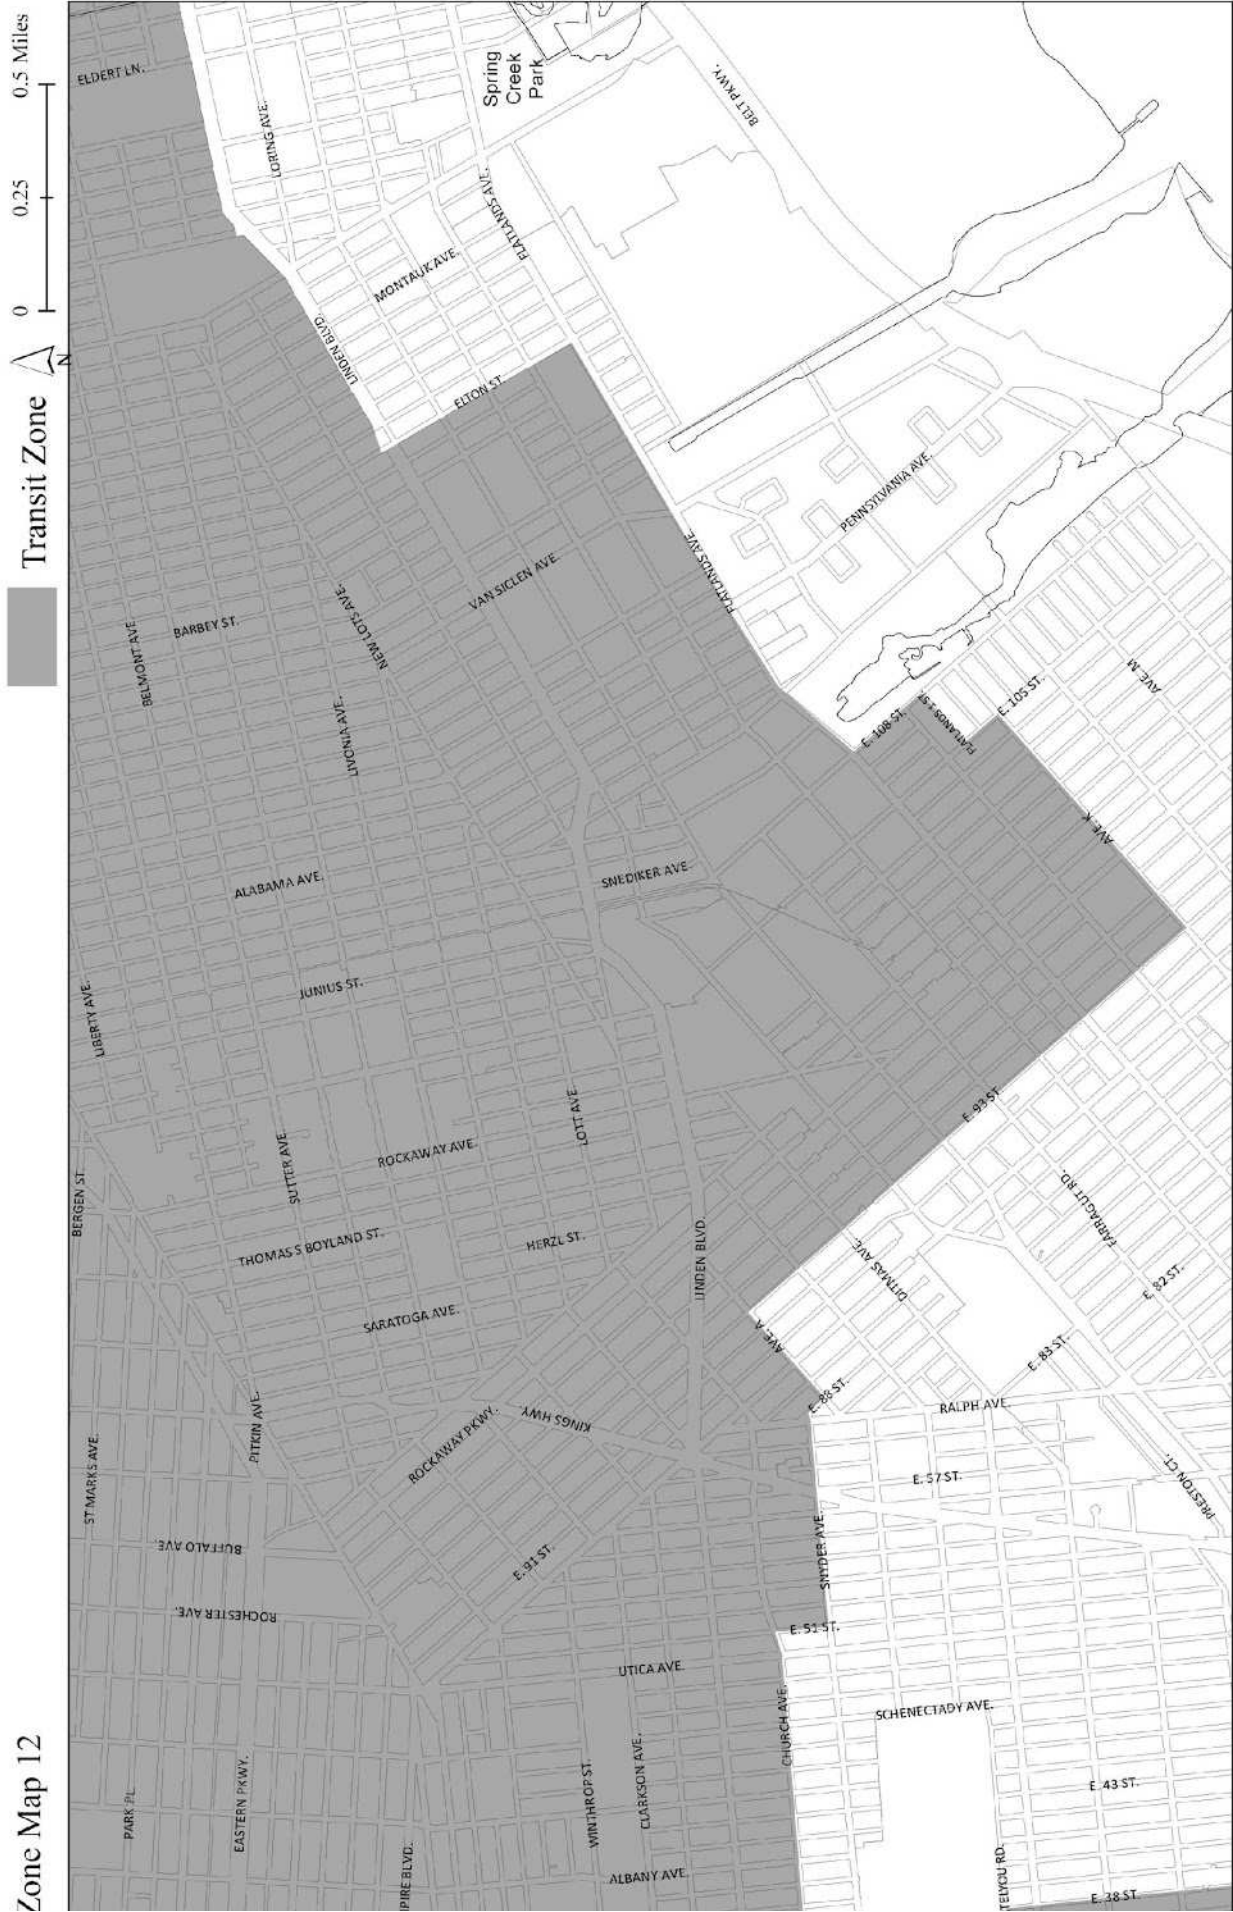 Zone Map 12
Transit Zone
N
0
0.25
0.5 Miles
ELDERT LN.
LORING AVE.
Spring
Creek
Park
BELT PKWY.
FLATLANDS AVE.
FLATLANDS AVE.
MONTAUK AVE.
LINDEN BLVD.
ELTON ST.
PENNSYLVANIA AVE.
VAN SICLEN AVE.
FLATLANDS AVE.
NEW LOTS AVE.
BARBEY ST.
BELMONT AVE.
LIVONIA AVE.
E. 108 ST.
FLATLANDS 1 ST.
E. 105 ST.
AVE M
AVE K
ALABAMA AVE.
SNEDIKER AVE.
JUNIUS ST.
LIBERTY AVE.
E. 93 ST
LOTT AVE.
ROCKAWAY AVE.
SUTTER AVE.
BERGEN ST.
THOMAS S BOYLAND ST.
HERZL ST.
LINDEN BLVD.
FARRAGUT RD.
DITMAS AVE.
E. 82 ST.
SARATOGA AVE.
AVE. A
E. 83 ST.
E. 88 ST.
RALPH AVE.
KINGS HWY.
ROCKAWAY PKWY.
PITKIN AVE.
ST MARKS AVE.
E. 57 ST.
PRESTON CT.
BUFFALO AVE.
E. 91 ST.
SNYDER AVE.
ROCHESTER AVE.
E. 51 ST.
UTICA AVE.
CHURCH AVE.
SCHENECTADY AVE.
PARK PL.
EASTERN PKWY.
WINTHROP ST.
CLARKSON AVE.
E. 43 ST.
PIRE BLVD.
ALBANY AVE.
TELYOU RD.
E. 38 ST.